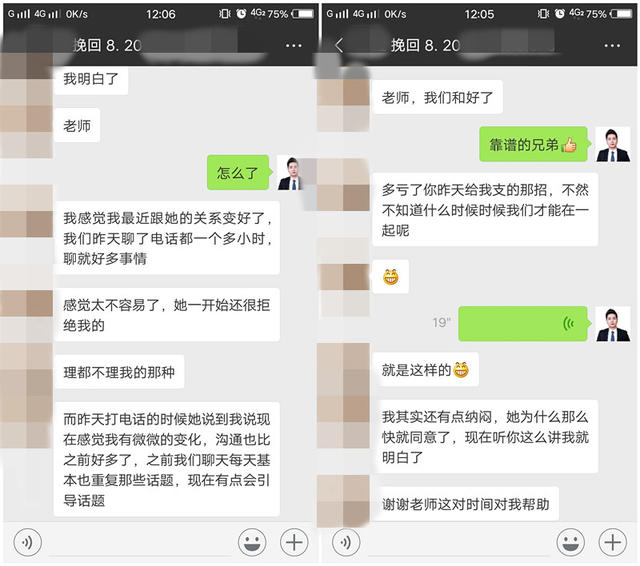 G 4G 0K/s 12:06 4G2 75%
挽回 8. 20
我明白了
老师
怎么了
我感觉我最近跟她的关系变好了，
我们昨天聊了电话都一个多小时，
聊就好多事情
感觉太不容易了，她一开始还很拒
绝我的
理都不理我的那种
而昨天打电话的时候她说到我说现
在感觉我有微微的变化，沟通也比
之前好多了，之前我们聊天每天基
本也重复那些话题，现在有点会引
导话题
G 4G 0K/s 12:05 4G2 75%
挽回 8. 20
老师，我们和好了
靠谱的兄弟👍
多亏了你昨天给我支的那招，不然
不知道什么时候时候我们才能在一
起呢
😁
19"
就是这样的😁
我其实还有点纳闷，她为什么那么
快就同意了，现在听你这么讲我就
明白了
谢谢老师这对时间对我帮助